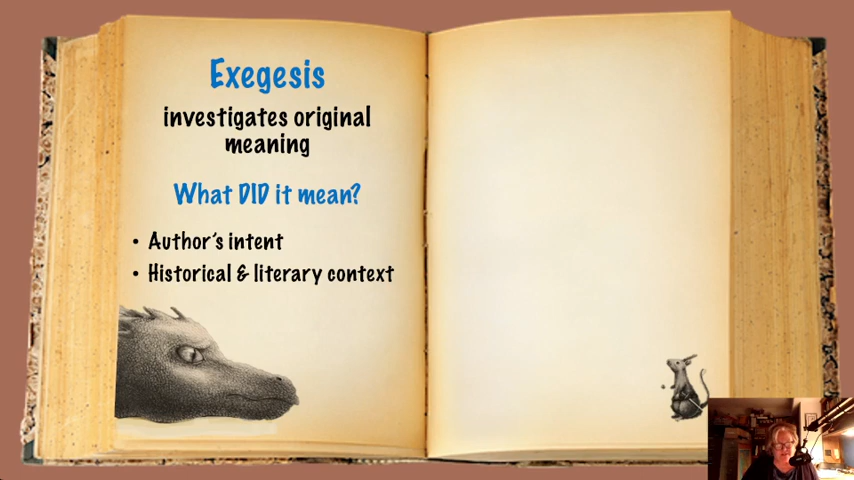 Exegesis
investigates original
meaning
What DID it mean?
• Author's intent
• Historical & literary context